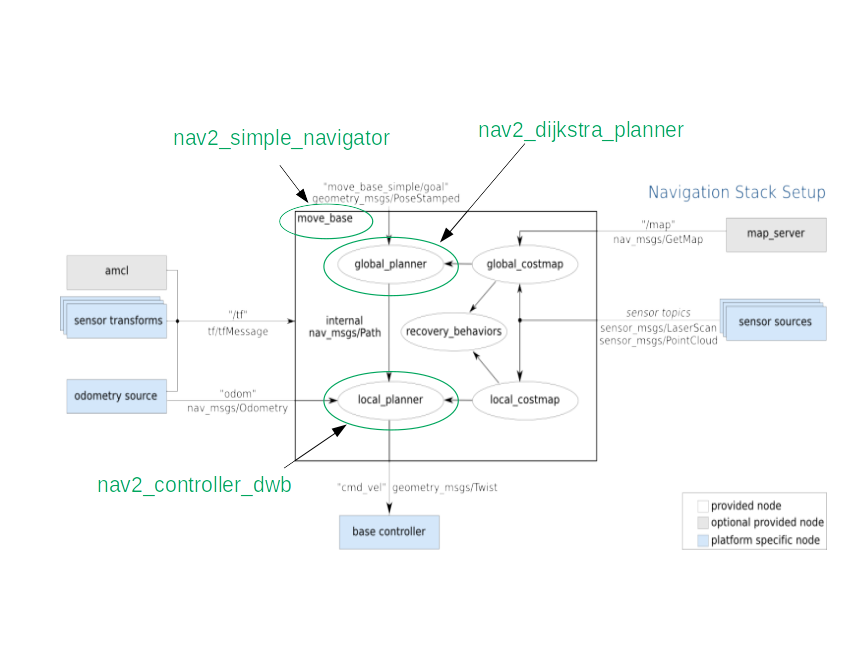 nav2_simple_navigator
nav2_dijkstra_planner
"move_base_simple/goal"
geometry_msgs/PoseStamped
Navigation Stack Setup
move_base
"/map"
nav_msgs/GetMap
map_server
global_planner
global_costmap
amcl
sensor transforms
"/tf"
tf/tfMessage
internal
nav_msgs/Path
recovery_behaviors
sensor topics
sensor_msgs/LaserScan
sensor_msgs/PointCloud
sensor sources
odometry source
"odom"
nav_msgs/Odometry
local_planner
local_costmap
nav2_controller_dwb
"cmd_vel" geometry_msgs/Twist
base controller
provided node
optional provided node
platform specific node